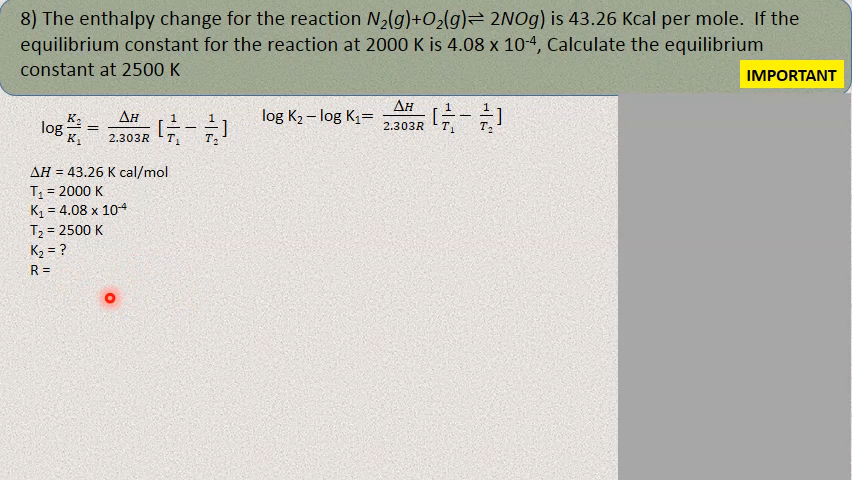 8) The enthalpy change for the reaction N₂(g)+O₂(g)⇌ 2NOg) is 43.26 Kcal per mole. If the
equilibrium constant for the reaction at 2000 K is 4.08 x 10⁻⁴, Calculate the equilibrium
constant at 2500 K
IMPORTANT
log K₂/K₁ = ΔH/2.303R [1/T₁ − 1/T₂]
log K₂ – log K₁= ΔH/2.303R [1/T₁ − 1/T₂]
ΔH = 43.26 K cal/mol
T₁ = 2000 K
K₁ = 4.08 x 10⁻⁴
T₂ = 2500 K
K₂ = ?
R =